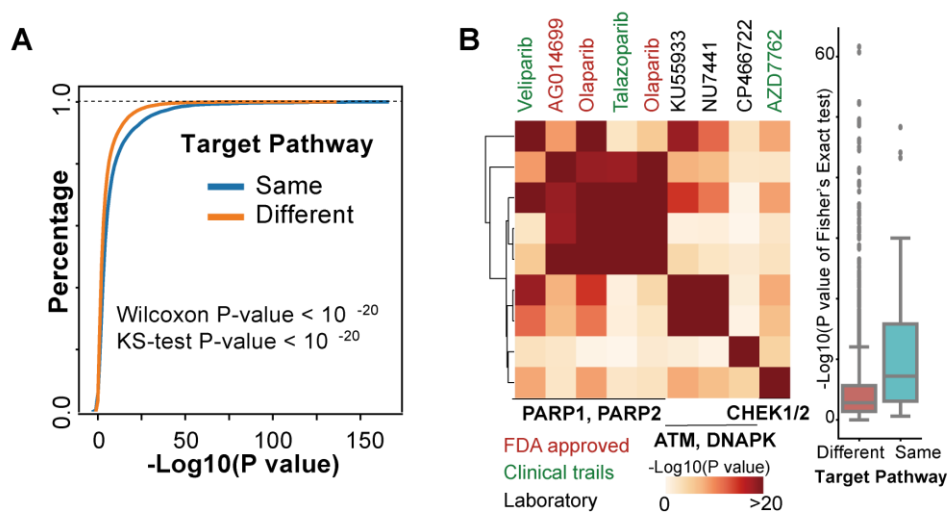 A
1.0
0.0
Percentage
Target Pathway
Same
Different
Wilcoxon P-value < 10 -20
KS-test P-value < 10 -20
0 50 100 150
-Log10(P value)
B
Veliparib
AG014699
Olaparib
Talazoparib
Olaparib
KU55933
NU7441
CP466722
AZD7762
PARP1, PARP2
CHEK1/2
ATM, DNAPK
FDA approved
Clinical trails
Laboratory
-Log10(P value)
0 >20
60
0
-Log10(P value of Fisher's Exact test)
Different Same
Target Pathway